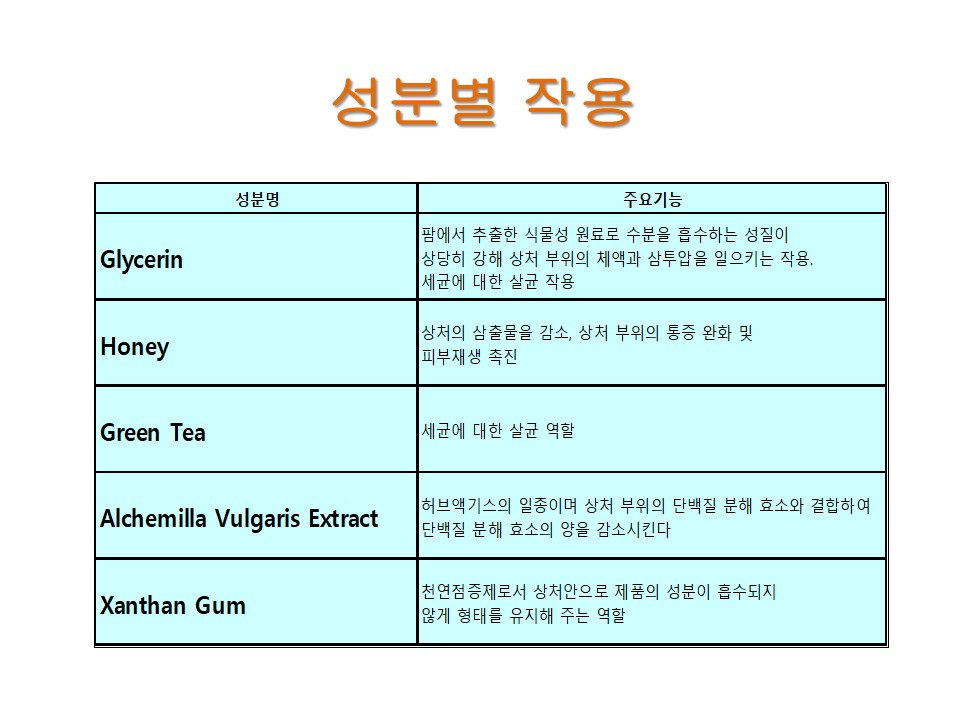 성분별 작용
성분명
주요기능
Glycerin
팜에서 추출한 식물성 원료로 수분을 흡수하는 성질이
상당히 강해 상처 부위의 체액과 삼투압을 일으키는 작용.
세균에 대한 살균 작용
Honey
상처의 삼출물을 감소, 상처 부위의 통증 완화 및
피부재생 촉진
Green Tea
세균에 대한 살균 역할
Alchemilla Vulgaris Extract
허브액기스의 일종이며 상처 부위의 단백질 분해 효소와 결합하여
단백질 분해 효소의 양을 감소시킨다
Xanthan Gum
천연점증제로서 상처안으로 제품의 성분이 흡수되지
않게 형태를 유지해 주는 역할